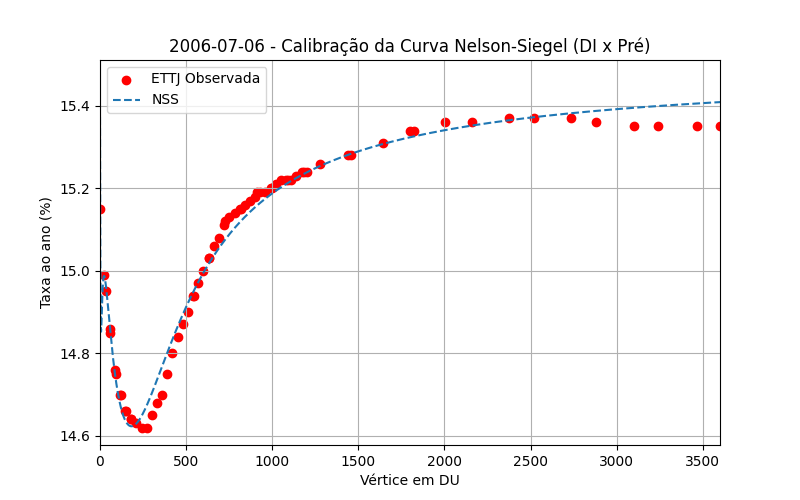 2006-07-06 - Calibração da Curva Nelson-Siegel (DI x Pré)
ETTJ Observada
NSS
Taxa ao ano (%)
15.4
15.2
15.0
14.8
14.6
0 500 1000 1500 2000 2500 3000 3500
Vértice em DU